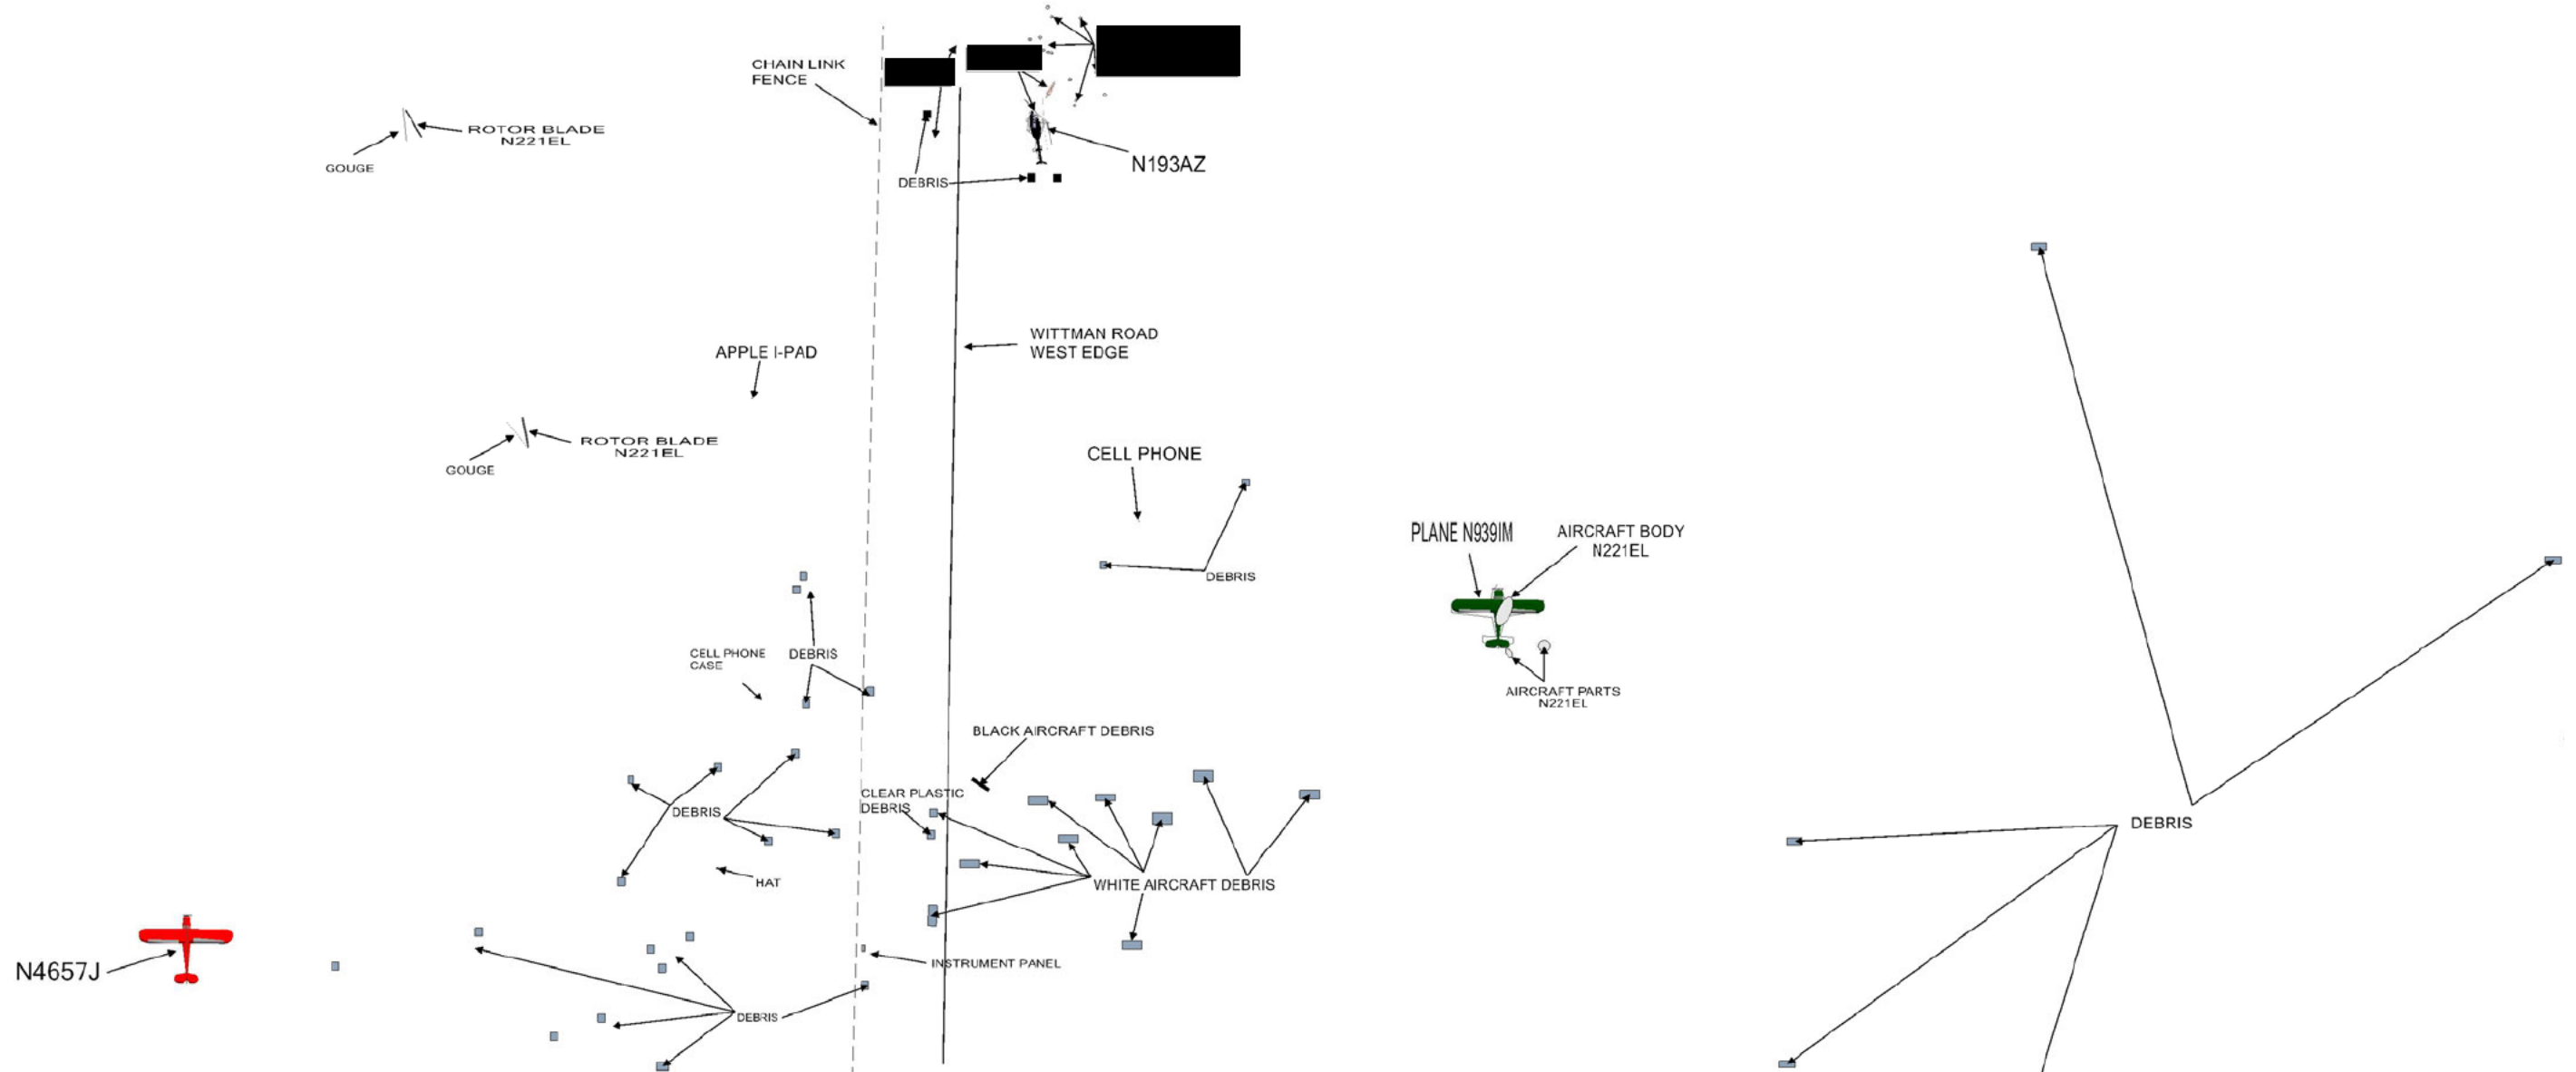 CHAIN LINK
FENCE
ROTOR BLADE
N221EL
GOUGE
DEBRIS
N193AZ
WITTMAN ROAD
WEST EDGE
APPLE I-PAD
ROTOR BLADE
N221EL
GOUGE
CELL PHONE
DEBRIS
PLANE N939IM
AIRCRAFT BODY
N221EL
CELL PHONE
CASE
DEBRIS
AIRCRAFT PARTS
N221EL
BLACK AIRCRAFT DEBRIS
CLEAR PLASTIC
DEBRIS
DEBRIS
DEBRIS
HAT
WHITE AIRCRAFT DEBRIS
N4657J
INSTRUMENT PANEL
DEBRIS